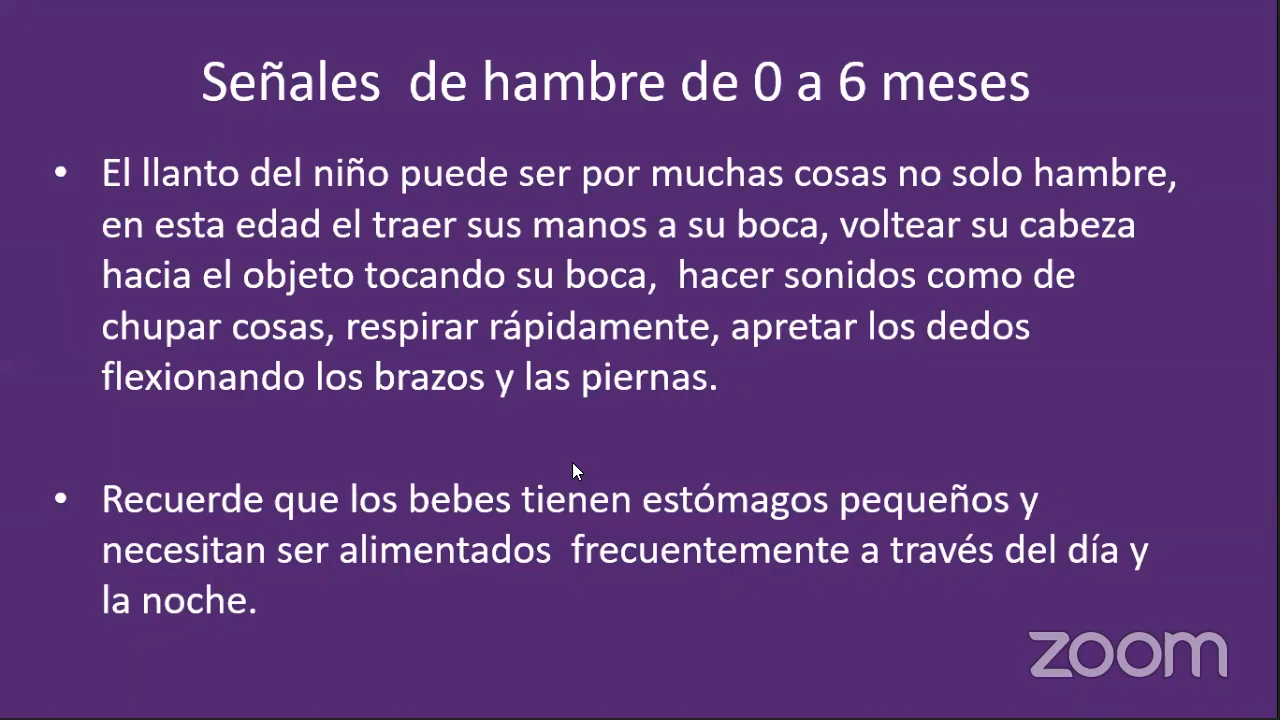 Señales de hambre de 0 a 6 meses
• El llanto del niño puede ser por muchas cosas no solo hambre,
en esta edad el traer sus manos a su boca, voltear su cabeza
hacia el objeto tocando su boca, hacer sonidos como de
chupar cosas, respirar rápidamente, apretar los dedos
flexionando los brazos y las piernas.
• Recuerde que los bebes tienen estómagos pequeños y
necesitan ser alimentados frecuentemente a través del día y
la noche.
zoom